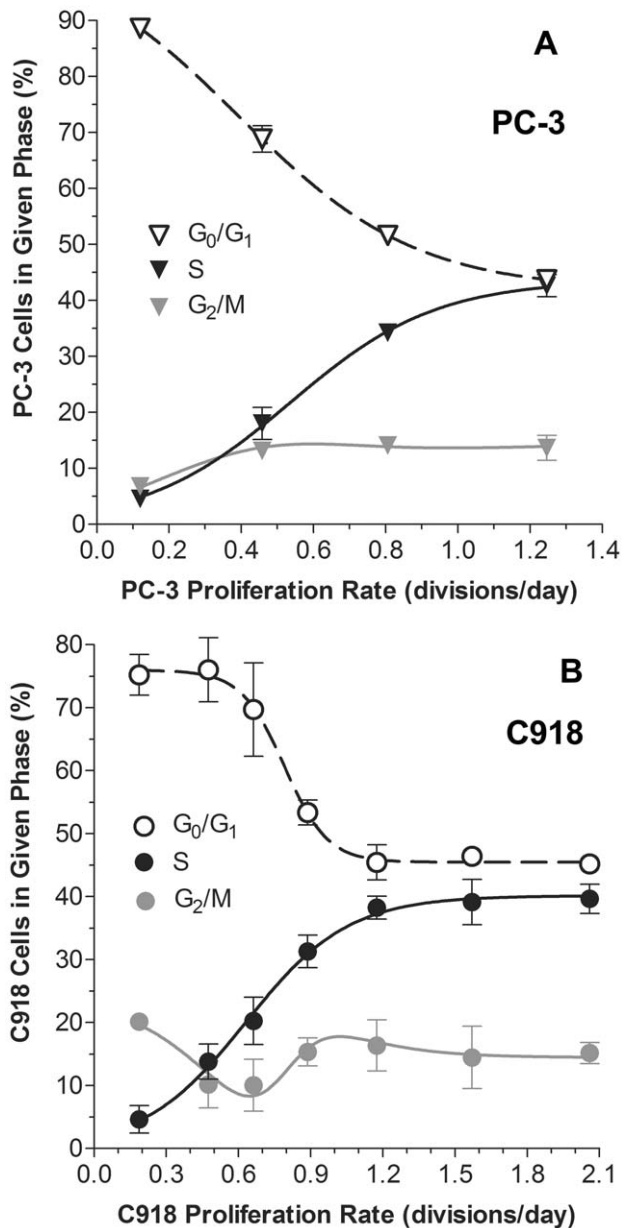 A
PC-3
PC-3 Cells in Given Phase (%)
90
80
70
60
50
40
30
20
10
0
G₀/G₁
S
G₂/M
0.0 0.2 0.4 0.6 0.8 1.0 1.2 1.4
PC-3 Proliferation Rate (divisions/day)
B
C918
C918 Cells in Given Phase (%)
80
70
60
50
40
30
20
10
0
G₀/G₁
S
G₂/M
0.0 0.3 0.6 0.9 1.2 1.5 1.8 2.1
C918 Proliferation Rate (divisions/day)